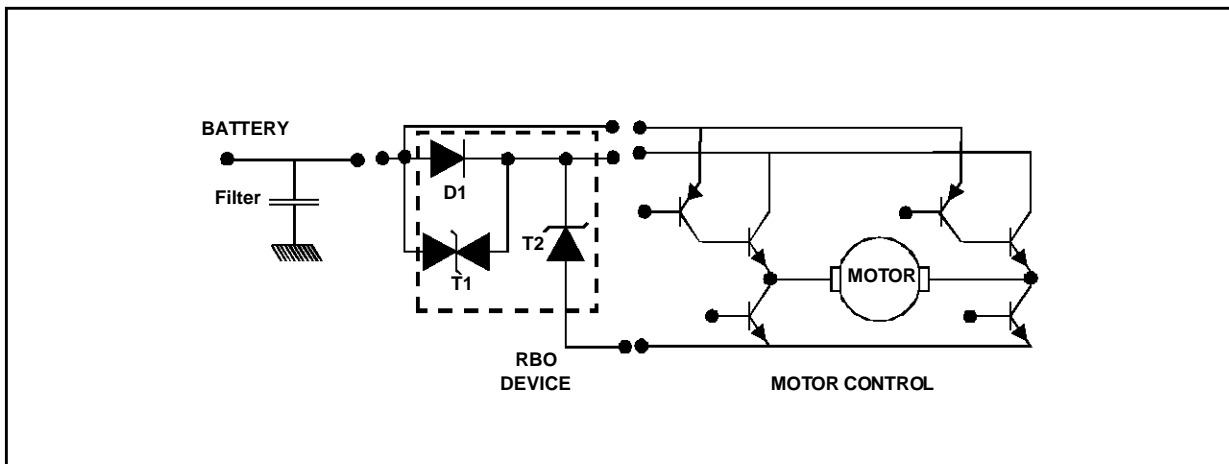 BATTERY
Filter
D1
T1
T2
MOTOR
RBO
DEVICE
MOTOR CONTROL